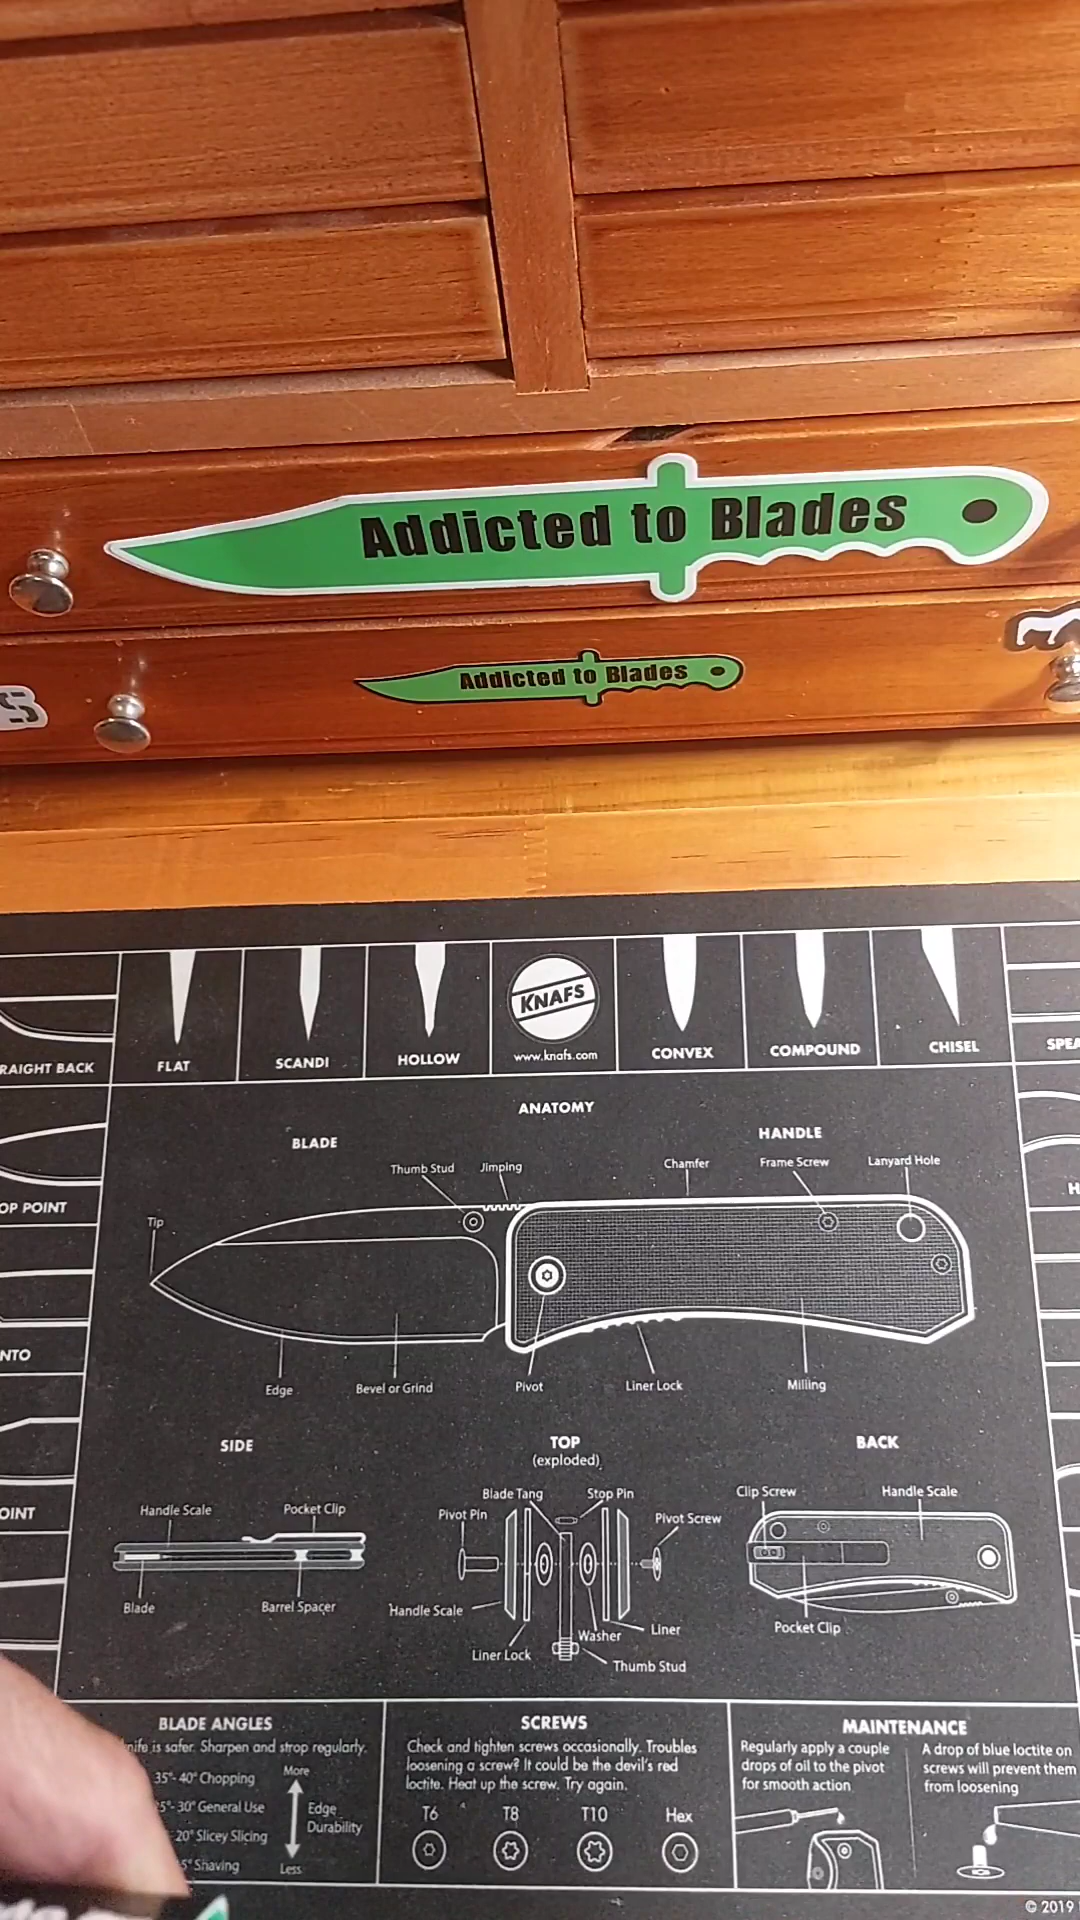 Addicted to Blades
Addicted to Blades
S
KNAFS
www.knafs.com
RAIGHT BACK
FLAT
SCANDI
HOLLOW
CONVEX
COMPOUND
CHISEL
SPEA
ANATOMY
BLADE
HANDLE
Thumb Stud
Jimping
Chamfer
Frame Screw
Lanyard Hole
OP POINT
H
Tip
NTO
Edge
Bevel or Grind
Pivot
Liner Lock
Milling
SIDE
TOP
(exploded)
BACK
OINT
Handle Scale
Pocket Clip
Blade
Barrel Spacer
Blade Tang
Stop Pin
Pivot Pin
Pivot Screw
Handle Scale
Liner Lock
Washer
Liner
Thumb Stud
Clip Screw
Handle Scale
Pocket Clip
BLADE ANGLES
nife is safer. Sharpen and strop regularly.
35°- 40° Chopping
5°- 30° General Use
20° Slicey Slicing
5° Shaving
More
Edge
Durability
Less
SCREWS
Check and tighten screws occasionally. Troubles
loosening a screw? It could be the devil's red
loctite. Heat up the screw. Try again.
T6
T8
T10
Hex
MAINTENANCE
Regularly apply a couple
drops of oil to the pivot
for smooth action
A drop of blue loctite on
screws will prevent them
from loosening
© 2019